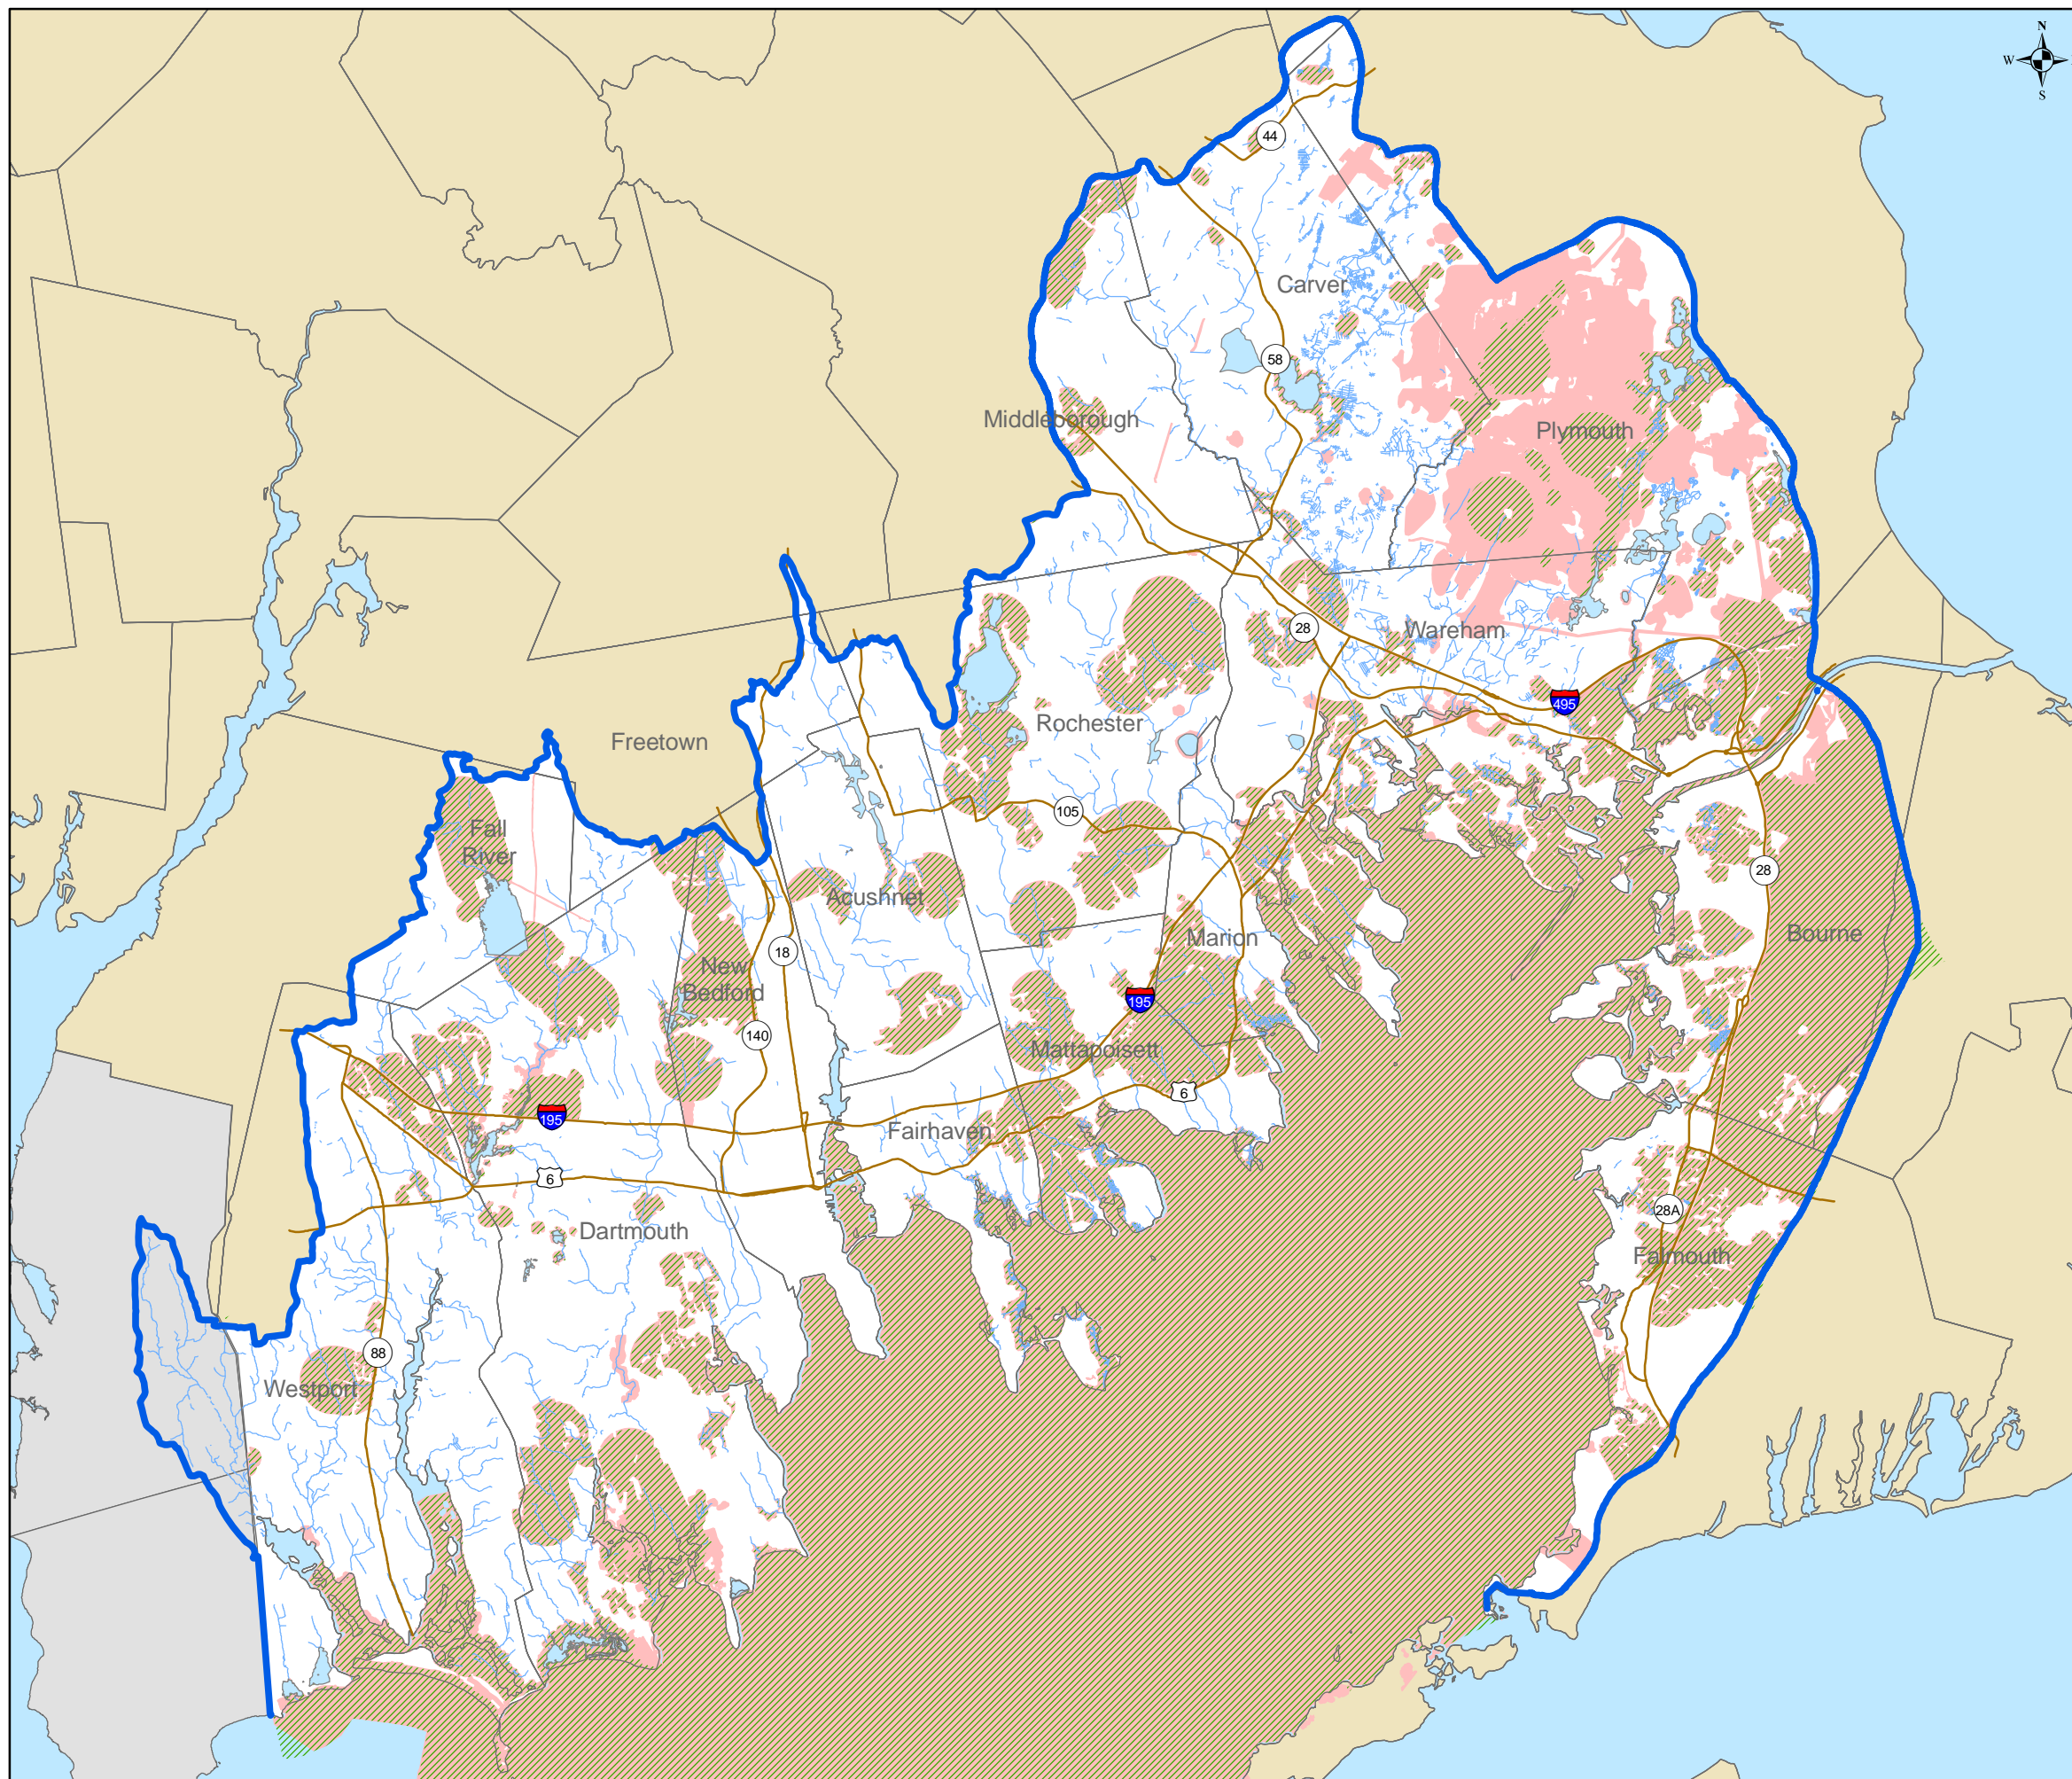 N
W
S
44
Carver
58
Middleborough
Plymouth
28
Wareham
495
Rochester
Freetown
105
Fall
River
28
Acushnet
Bourne
Marion
18
New
Bedford
195
140
Mattapoisett
6
195
Fairhaven
6
28A
Dartmouth
Falmouth
88
Westport